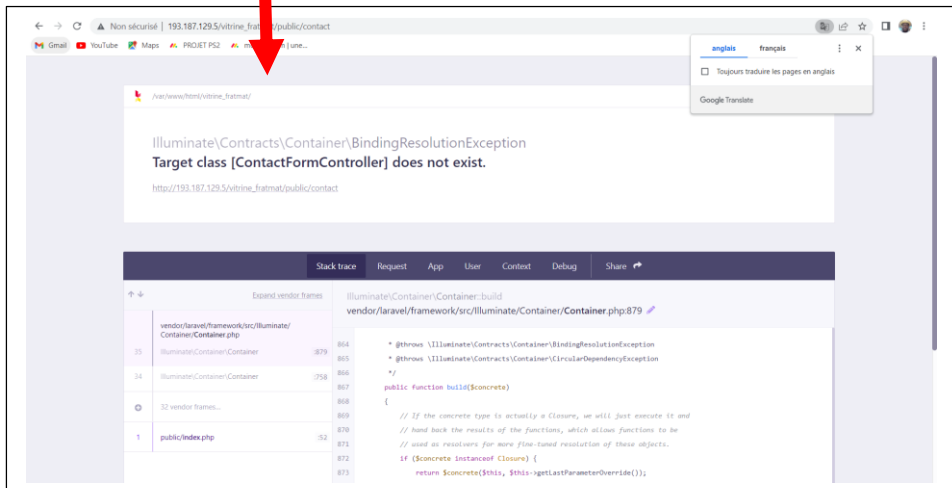 Non sécurisé | 193.187.129.5/vitrine_fratmat/public/contact
Gmail YouTube Maps PROJET PS2 | une...
anglais français
Toujours traduire les pages en anglais
Google Translate
/var/www/html/vitrine_fratmat/
Illuminate\Contracts\Container\BindingResolutionException
Target class [ContactFormController] does not exist.
http://193.187.129.5/vitrine_fratmat/public/contact
Stack trace Request App User Context Debug Share
Expand vendor frames
vendor/laravel/framework/src/Illuminate/
Container/Container.php
35 Illuminate\Container\Container :879
34 Illuminate\Container\Container :758
32 vendor frames...
1 public/index.php :52
Illuminate\Container\Container::build
vendor/laravel/framework/src/Illuminate/Container/Container.php:879
864 * @throws \Illuminate\Contracts\Container\BindingResolutionException
865 * @throws \Illuminate\Contracts\Container\CircularDependencyException
866 */
867 public function build($concrete)
868 {
869 // If the concrete type is actually a Closure, we will just execute it and
870 // hand back the results of the functions, which allows functions to be
871 // used as resolvers for more fine-tuned resolution of these objects.
872 if ($concrete instanceof Closure) {
873 return $concrete($this, $this->getLastParameterOverride());